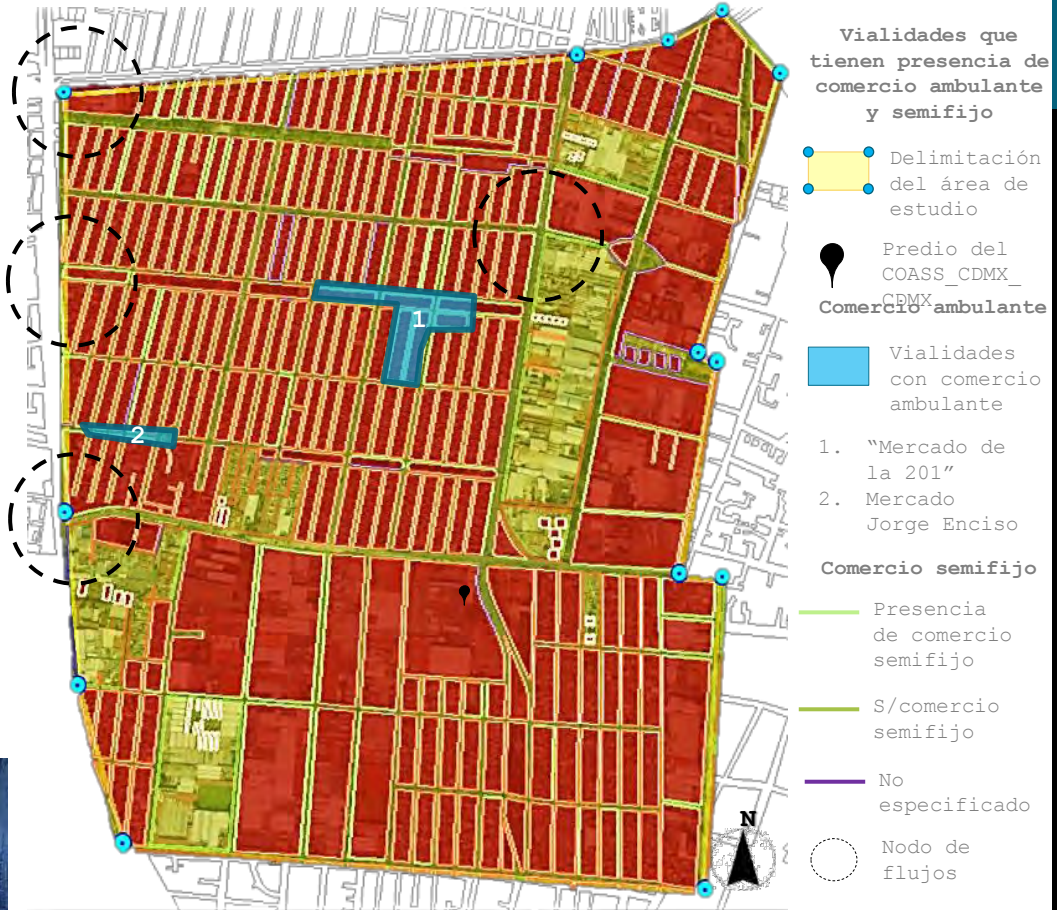 Vialidades que
tienen presencia de
comercio ambulante
y semifijo
Delimitación
del área de
estudio
Predio del
COASS_CDMX_
CDMX
Comercio ambulante
Vialidades
con comercio
ambulante
1. “Mercado de
la 201”
2. Mercado
Jorge Enciso
Comercio semifijo
Presencia
de comercio
semifijo
S/comercio
semifijo
No
especificado
Nodo de
flujos
1
2
N